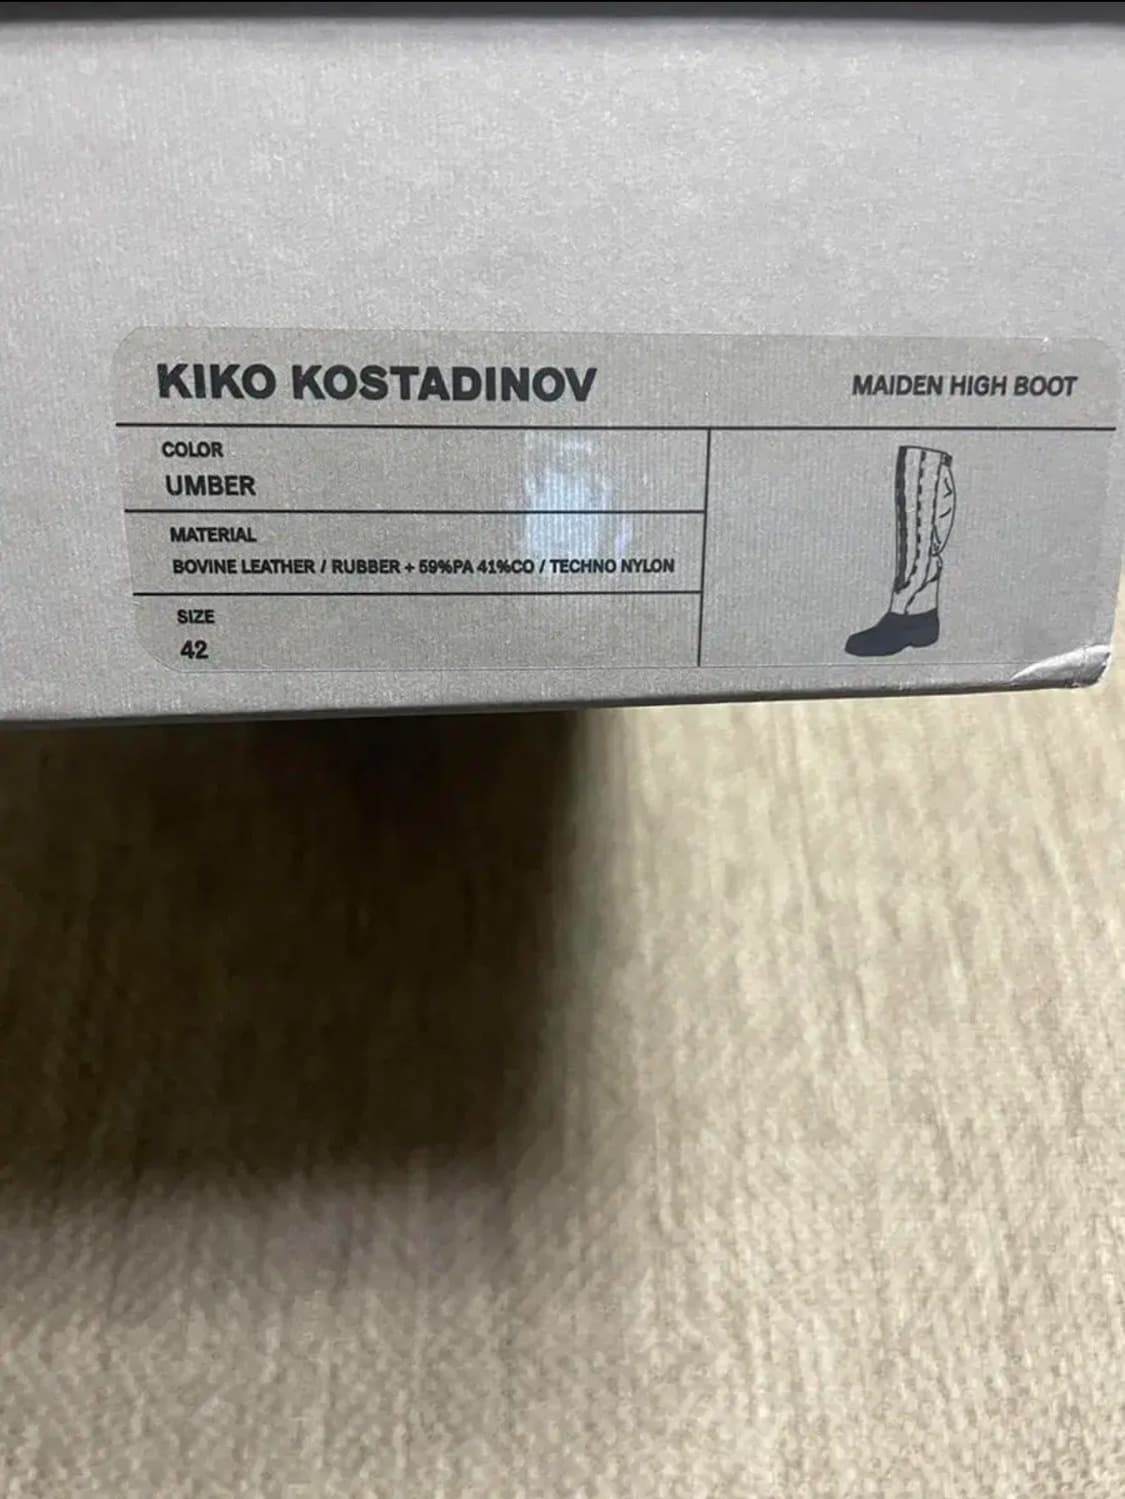 KIKO KOSTADINOV
MAIDEN HIGH BOOT
COLOR
UMBER
MATERIAL
BOVINE LEATHER / RUBBER + 59%PA 41%CO / TECHNO NYLON
SIZE
42